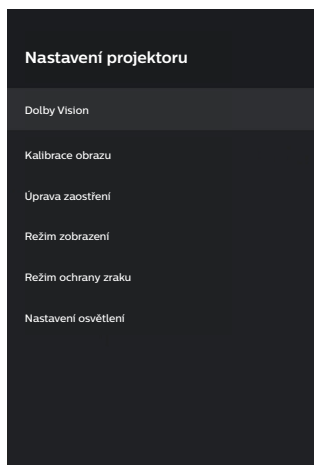 Nastavení projektoru
Dolby Vision
Kalibrace obrazu
Úprava zaostření
Režim zobrazení
Režim ochrany zraku
Nastavení osvětlení